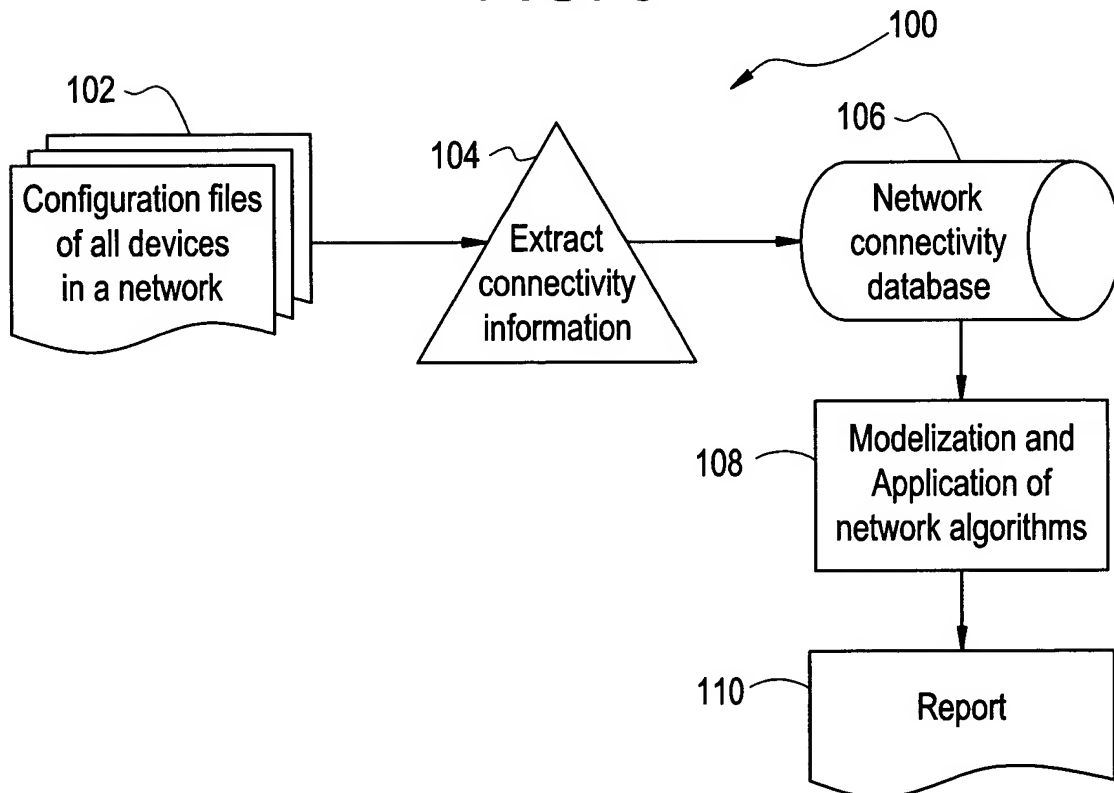 100
102
104
106
Configuration files
of all devices
in a network
Extract
connectivity
information
Network
connectivity
database
108
Modelization and
Application of
network algorithms
110
Report